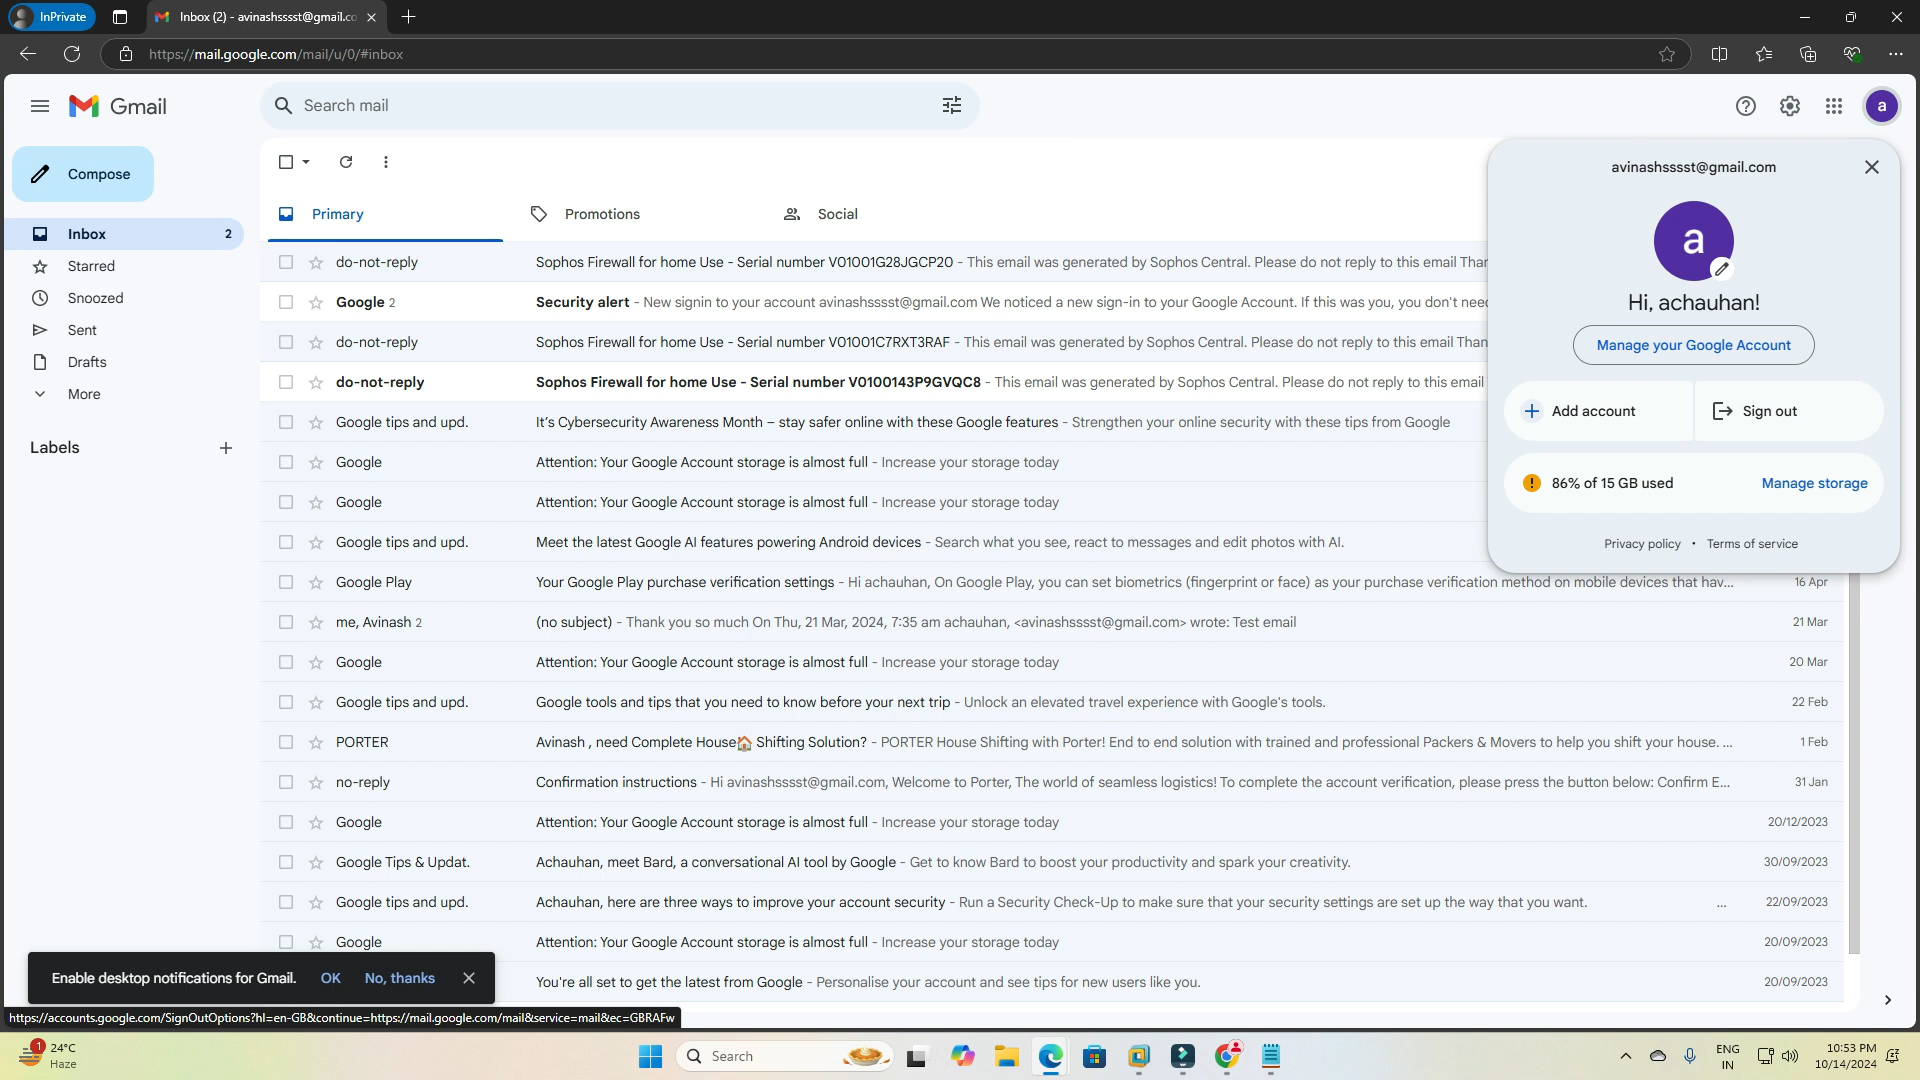 InPrivate
Inbox (2) - avinashsssst@gmail.co
https://mail.google.com/mail/u/0/#inbox
Gmail
Search mail
a
Compose
Inbox 2
Starred
Snoozed
Sent
Drafts
More
Labels
Primary
Promotions
Social
do-not-reply Sophos Firewall for home Use - Serial number V01001G28JGCP20 - This email was generated by Sophos Central. Please do not reply to this email Than
Google 2 Security alert - New signin to your account avinashsssst@gmail.com We noticed a new sign-in to your Google Account. If this was you, you don't need
do-not-reply Sophos Firewall for home Use - Serial number V01001C7RXT3RAF - This email was generated by Sophos Central. Please do not reply to this email Than
do-not-reply Sophos Firewall for home Use - Serial number V0100143P9GVQC8 - This email was generated by Sophos Central. Please do not reply to this email
Google tips and upd. It's Cybersecurity Awareness Month – stay safer online with these Google features - Strengthen your online security with these tips from Google
Google Attention: Your Google Account storage is almost full - Increase your storage today
Google Attention: Your Google Account storage is almost full - Increase your storage today
Google tips and upd. Meet the latest Google AI features powering Android devices - Search what you see, react to messages and edit photos with AI.
Google Play Your Google Play purchase verification settings - Hi achauhan, On Google Play, you can set biometrics (fingerprint or face) as your purchase verification method on mobile devices that hav... 16 Apr
me, Avinash 2 (no subject) - Thank you so much On Thu, 21 Mar, 2024, 7:35 am achauhan, <avinashsssst@gmail.com> wrote: Test email 21 Mar
Google Attention: Your Google Account storage is almost full - Increase your storage today 20 Mar
Google tips and upd. Google tools and tips that you need to know before your next trip - Unlock an elevated travel experience with Google's tools. 22 Feb
PORTER Avinash , need Complete House🏠 Shifting Solution? - PORTER House Shifting with Porter! End to end solution with trained and professional Packers & Movers to help you shift your house. ... 1 Feb
no-reply Confirmation instructions - Hi avinashsssst@gmail.com, Welcome to Porter, The world of seamless logistics! To complete the account verification, please press the button below: Confirm E... 31 Jan
Google Attention: Your Google Account storage is almost full - Increase your storage today 20/12/2023
Google Tips & Updat. Achauhan, meet Bard, a conversational AI tool by Google - Get to know Bard to boost your productivity and spark your creativity. 30/09/2023
Google tips and upd. Achauhan, here are three ways to improve your account security - Run a Security Check-Up to make sure that your security settings are set up the way that you want. ... 22/09/2023
Google Attention: Your Google Account storage is almost full - Increase your storage today 20/09/2023
You're all set to get the latest from Google - Personalise your account and see tips for new users like you. 20/09/2023
avinashsssst@gmail.com
a
Hi, achauhan!
Manage your Google Account
Add account
Sign out
86% of 15 GB used
Manage storage
Privacy policy • Terms of service
Enable desktop notifications for Gmail. OK No, thanks
https://accounts.google.com/SignOutOptions?hl=en-GB&continue=https://mail.google.com/mail&service=mail&ec=GBRAFw
1
24°C
Haze
Search
ENG
IN
10:53 PM
10/14/2024